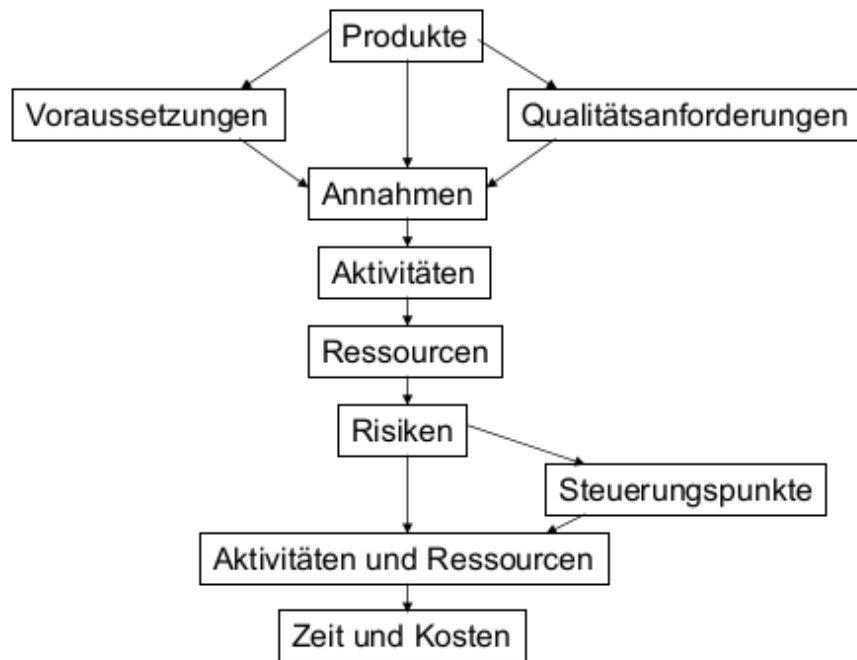 Produkte
Voraussetzungen
Qualitätsanforderungen
Annahmen
Aktivitäten
Ressourcen
Risiken
Steuerungspunkte
Aktivitäten und Ressourcen
Zeit und Kosten